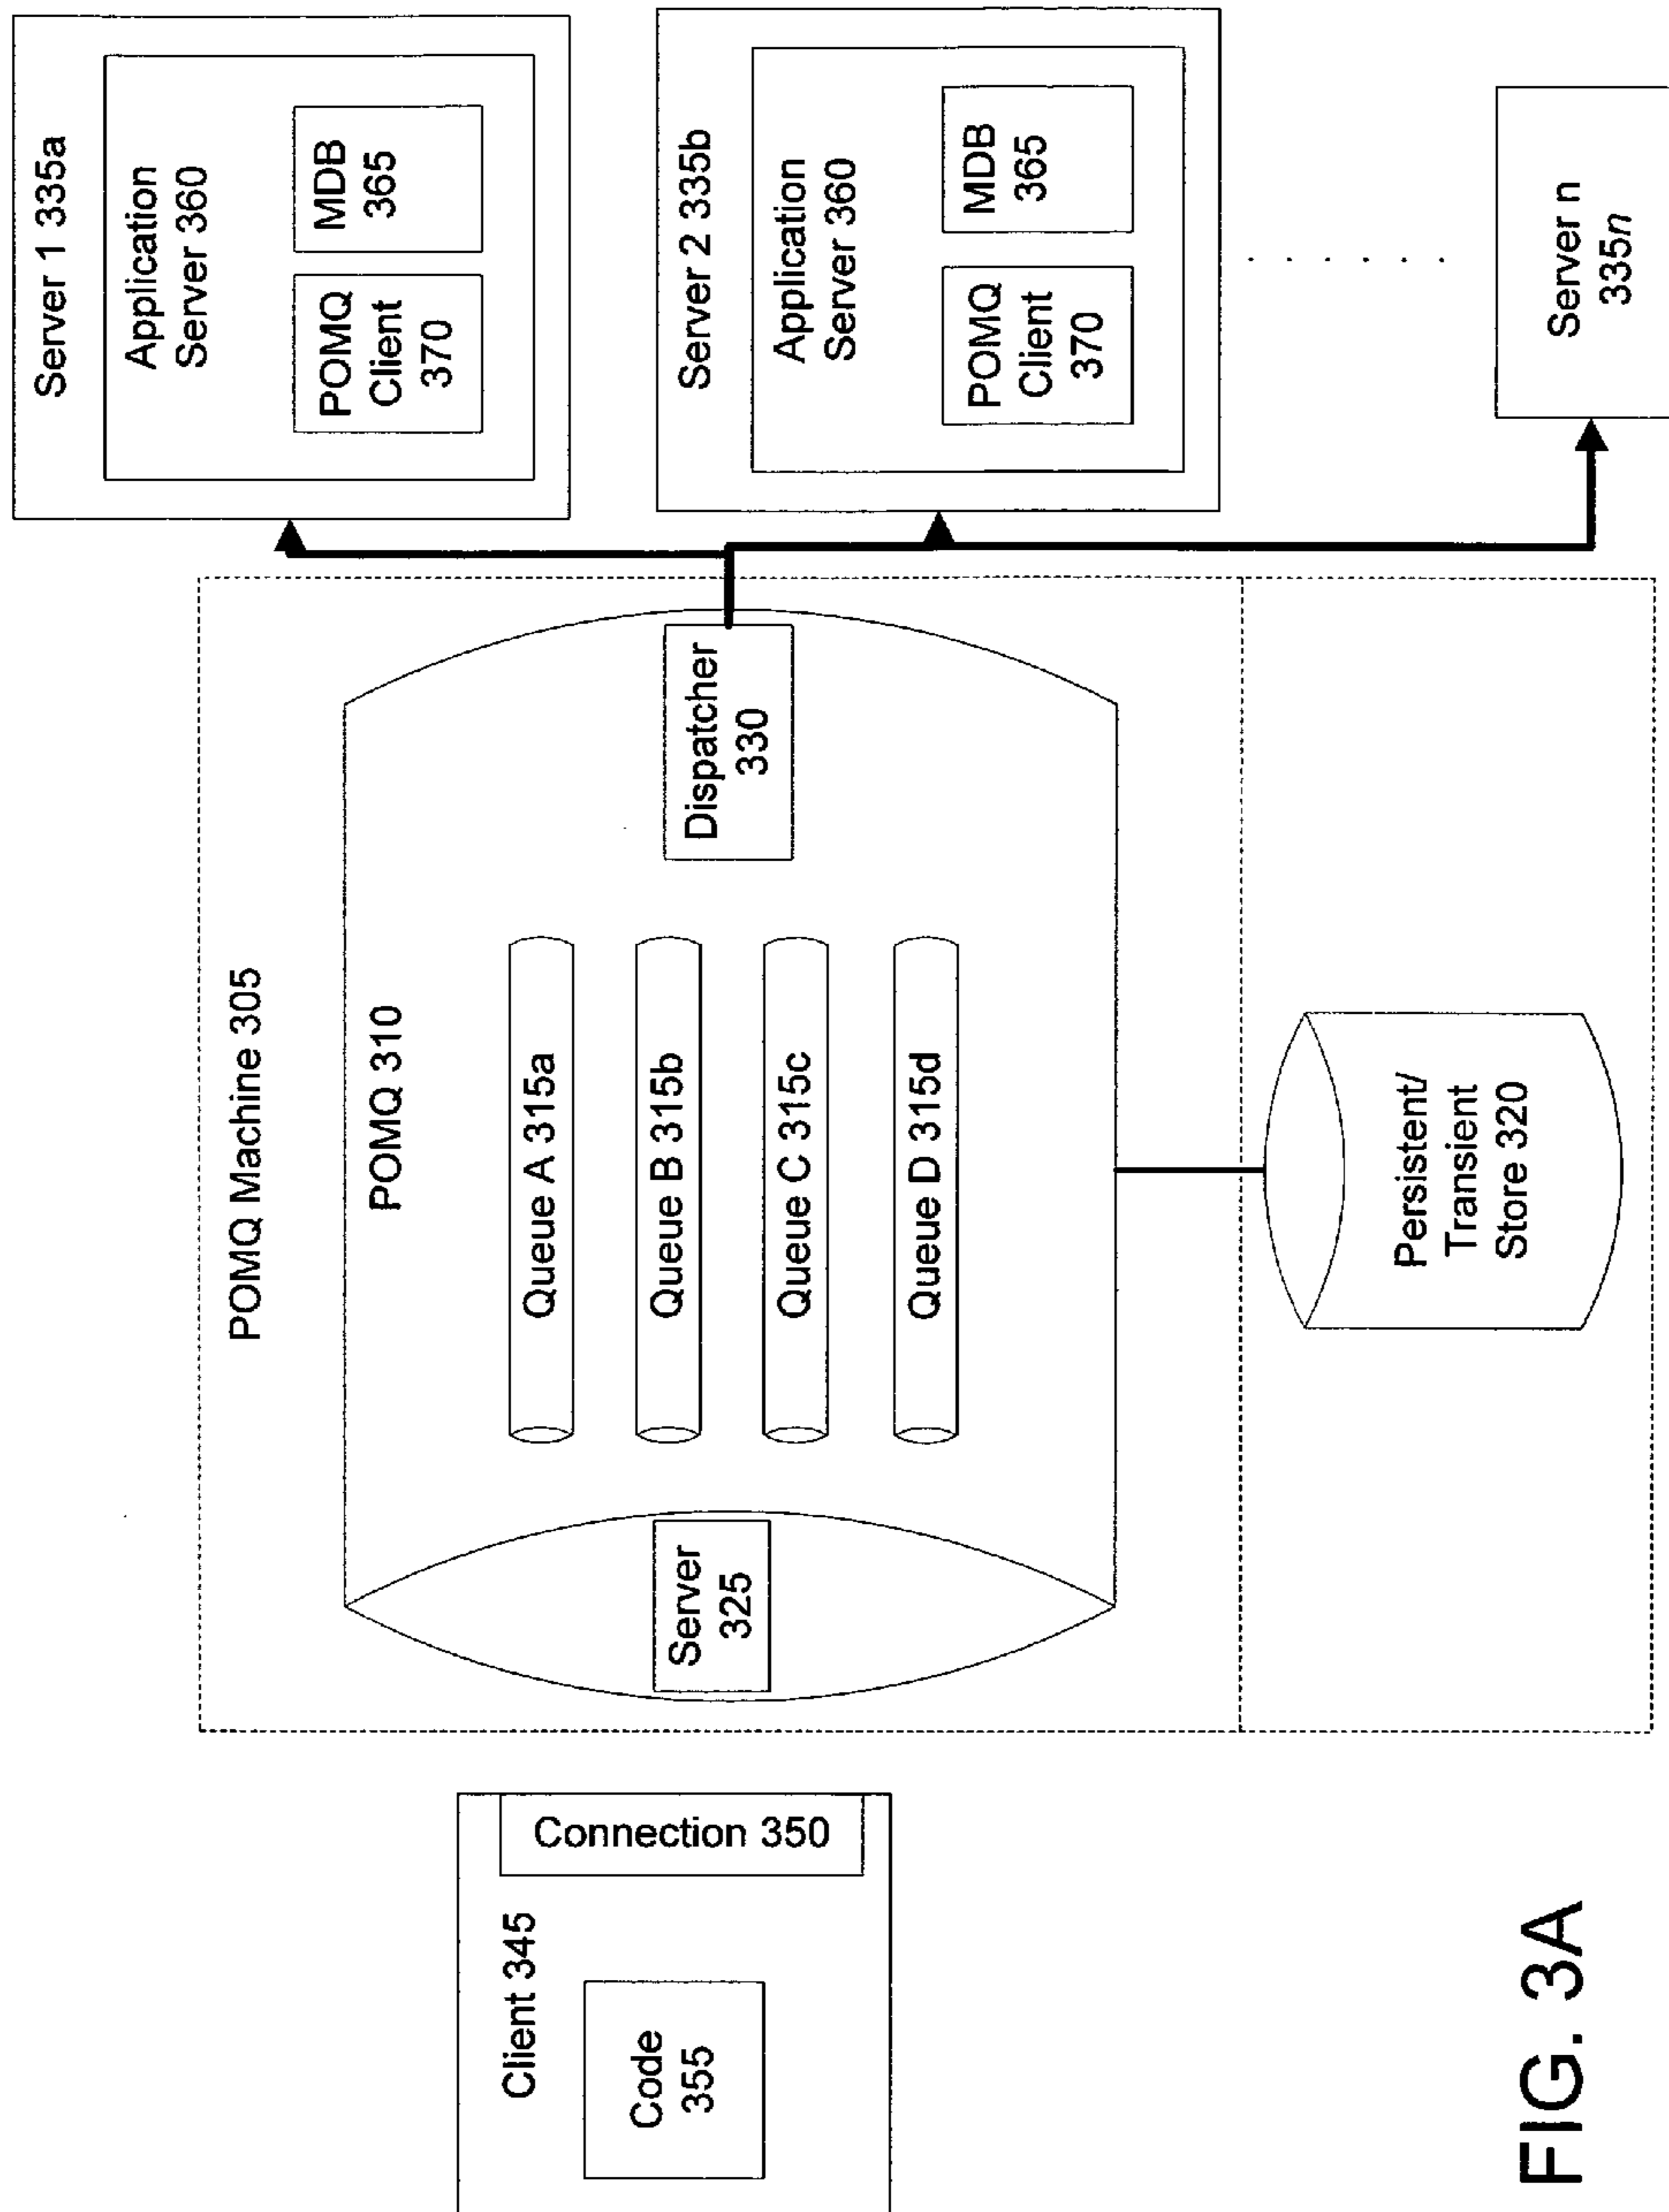 Client 345
Code
355
Connection 350
POMQ Machine 305
POMQ 310
Server
325
Queue A 315a
Queue B 315b
Queue C 315c
Queue D 315d
Dispatcher
330
Persistent/
Transient
Store 320
Server 1 335a
Application
Server 360
POMQ
Client
370
MDB
365
Server 2 335b
Application
Server 360
POMQ
Client
370
MDB
365
. . . . . . .
Server n
335n
FIG. 3A